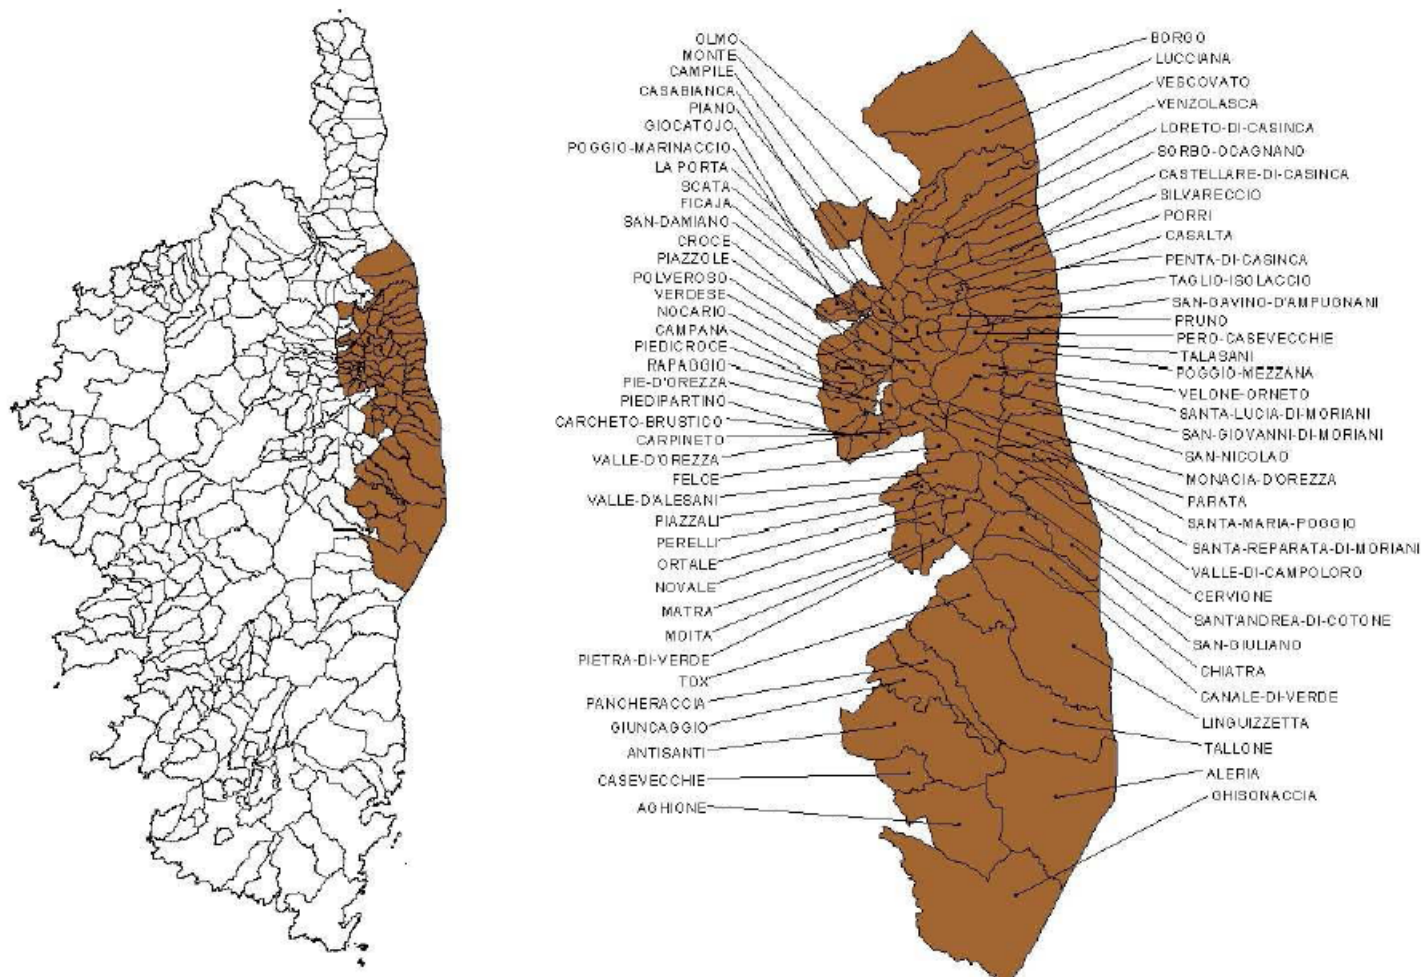 OLMO
MONTE
CAMPILE
CASABIANCA
PIANO
GIOCATOJO
POGGIO-MARINACCIO
LA PORTA
SCATA
FICAJA
SAN-DAMIANO
CROCE
PIAZZOLE
POLVEROSO
VERDESE
NOCARIO
CAMPANA
PIEDICROCE
RAPAGGIO
PIE-D'OREZZA
PIEDIPARTINO
CARCHETO-BRUSTICO
CARPINETO
VALLE-D'OREZZA
FELCE
VALLE-D'ALESANI
PIAZZALI
PERELLI
ORTALE
NOVALE
MATRA
MOITA
PIETRA-DI-VERDE
TOX
PANCHERACCIA
GIUNCAGGIO
ANTISANTI
CASEVECCHIE
AGHIONE
BORGO
LUCCIANA
VESCOVATO
VENZOLASCA
LORETO-DI-CASINCA
SORBO-OCAGNANO
CASTELLARE-DI-CASINCA
SILVARECCIO
PORRI
CASALTA
PENTA-DI-CASINCA
TAGLIO-ISOLACCIO
SAN-GAVINO-D'AMPUGNANI
PRUNO
PERO-CASEVECCHIE
TALASANI
POGGIO-MEZZANA
VELONE-ORNETO
SANTA-LUCIA-DI-MORIANI
SAN-GIOVANNI-DI-MORIANI
SAN-NICOLAO
MONACIA-D'OREZZA
PARATA
SANTA-MARIA-POGGIO
SANTA-REPARATA-DI-MORIANI
VALLE-DI-CAMPOLORO
CERVIONE
SANT'ANDREA-DI-COTONE
SAN-GIULIANO
CHIATRA
CANALE-DI-VERDE
LINGUIZZETTA
TALLONE
ALERIA
GHISONACCIA